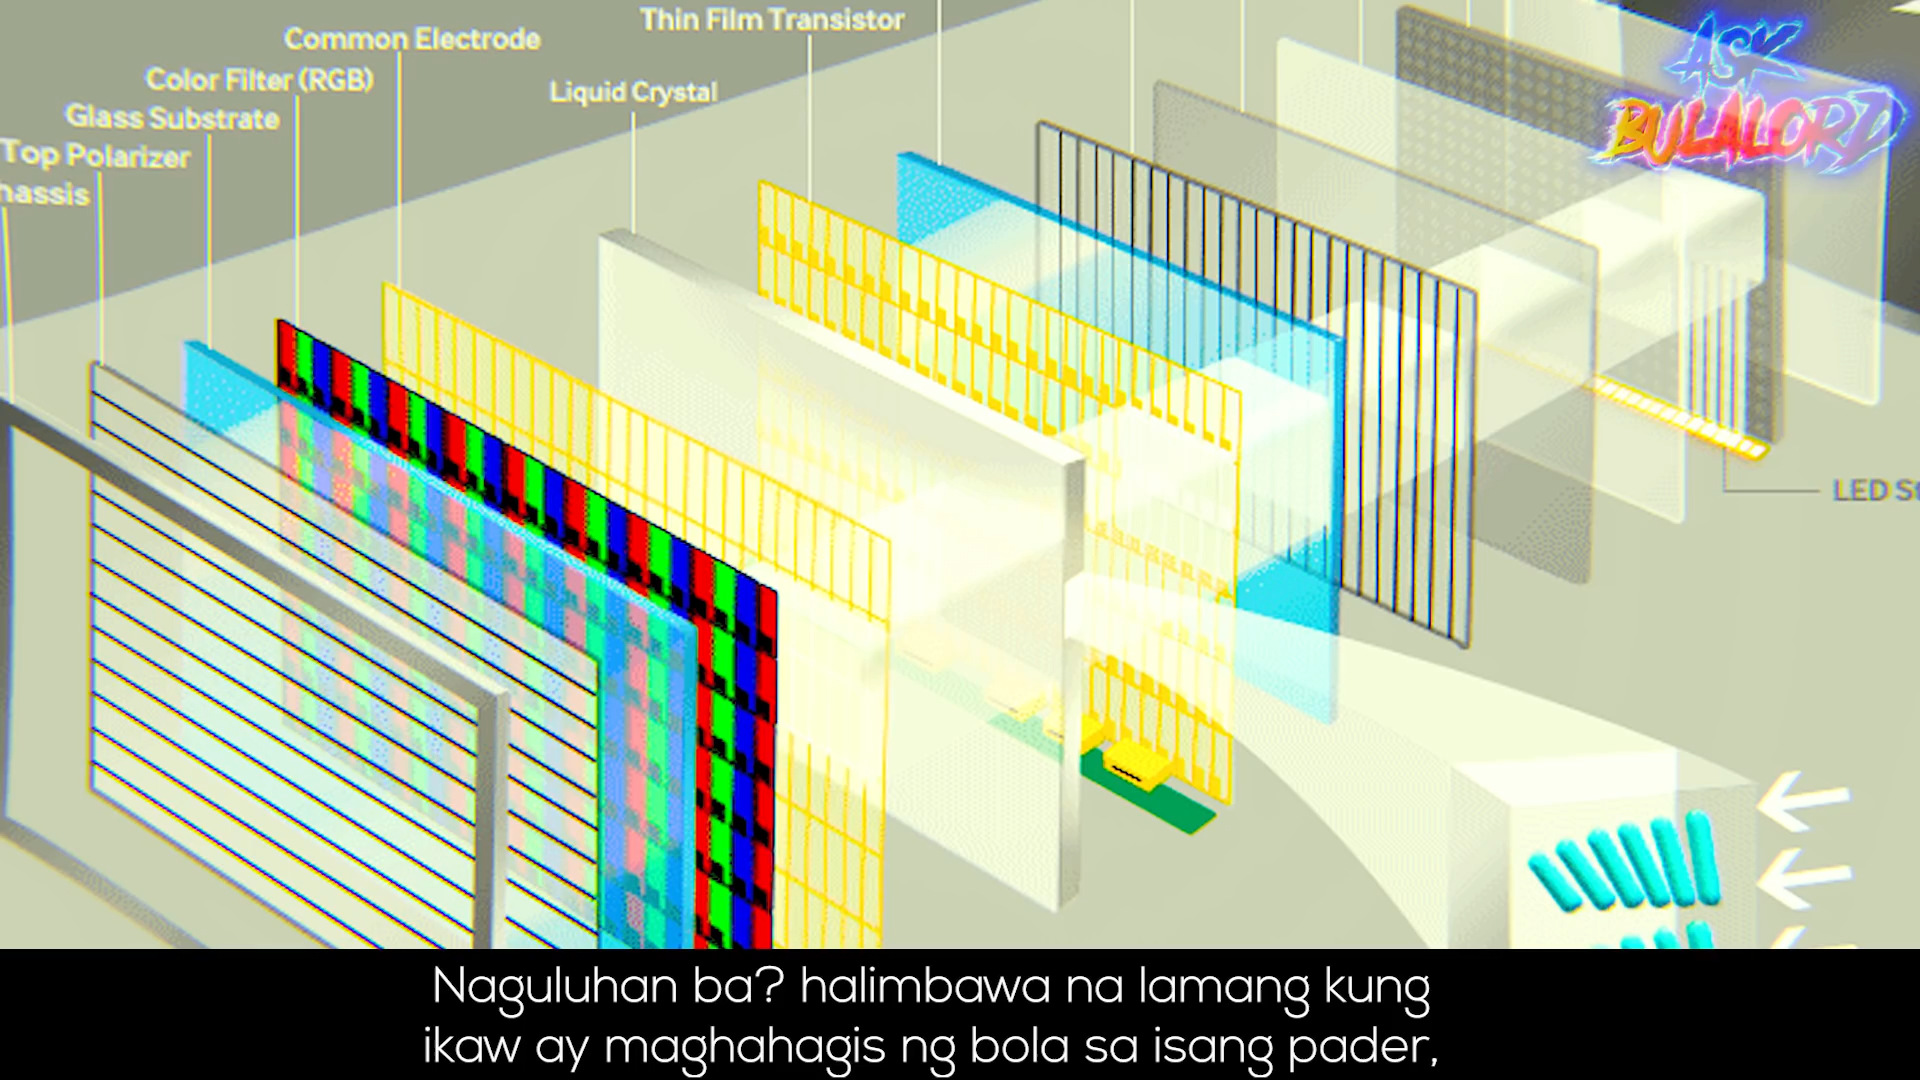 Thin Film Transistor
Common Electrode
Color Filter (RGB)
Liquid Crystal
Glass Substrate
Top Polarizer
hassis
ASK
BULALORD
LED S
Naguluhan ba? halimbawa na lamang kung
ikaw ay maghahagis ng bola sa isang pader,